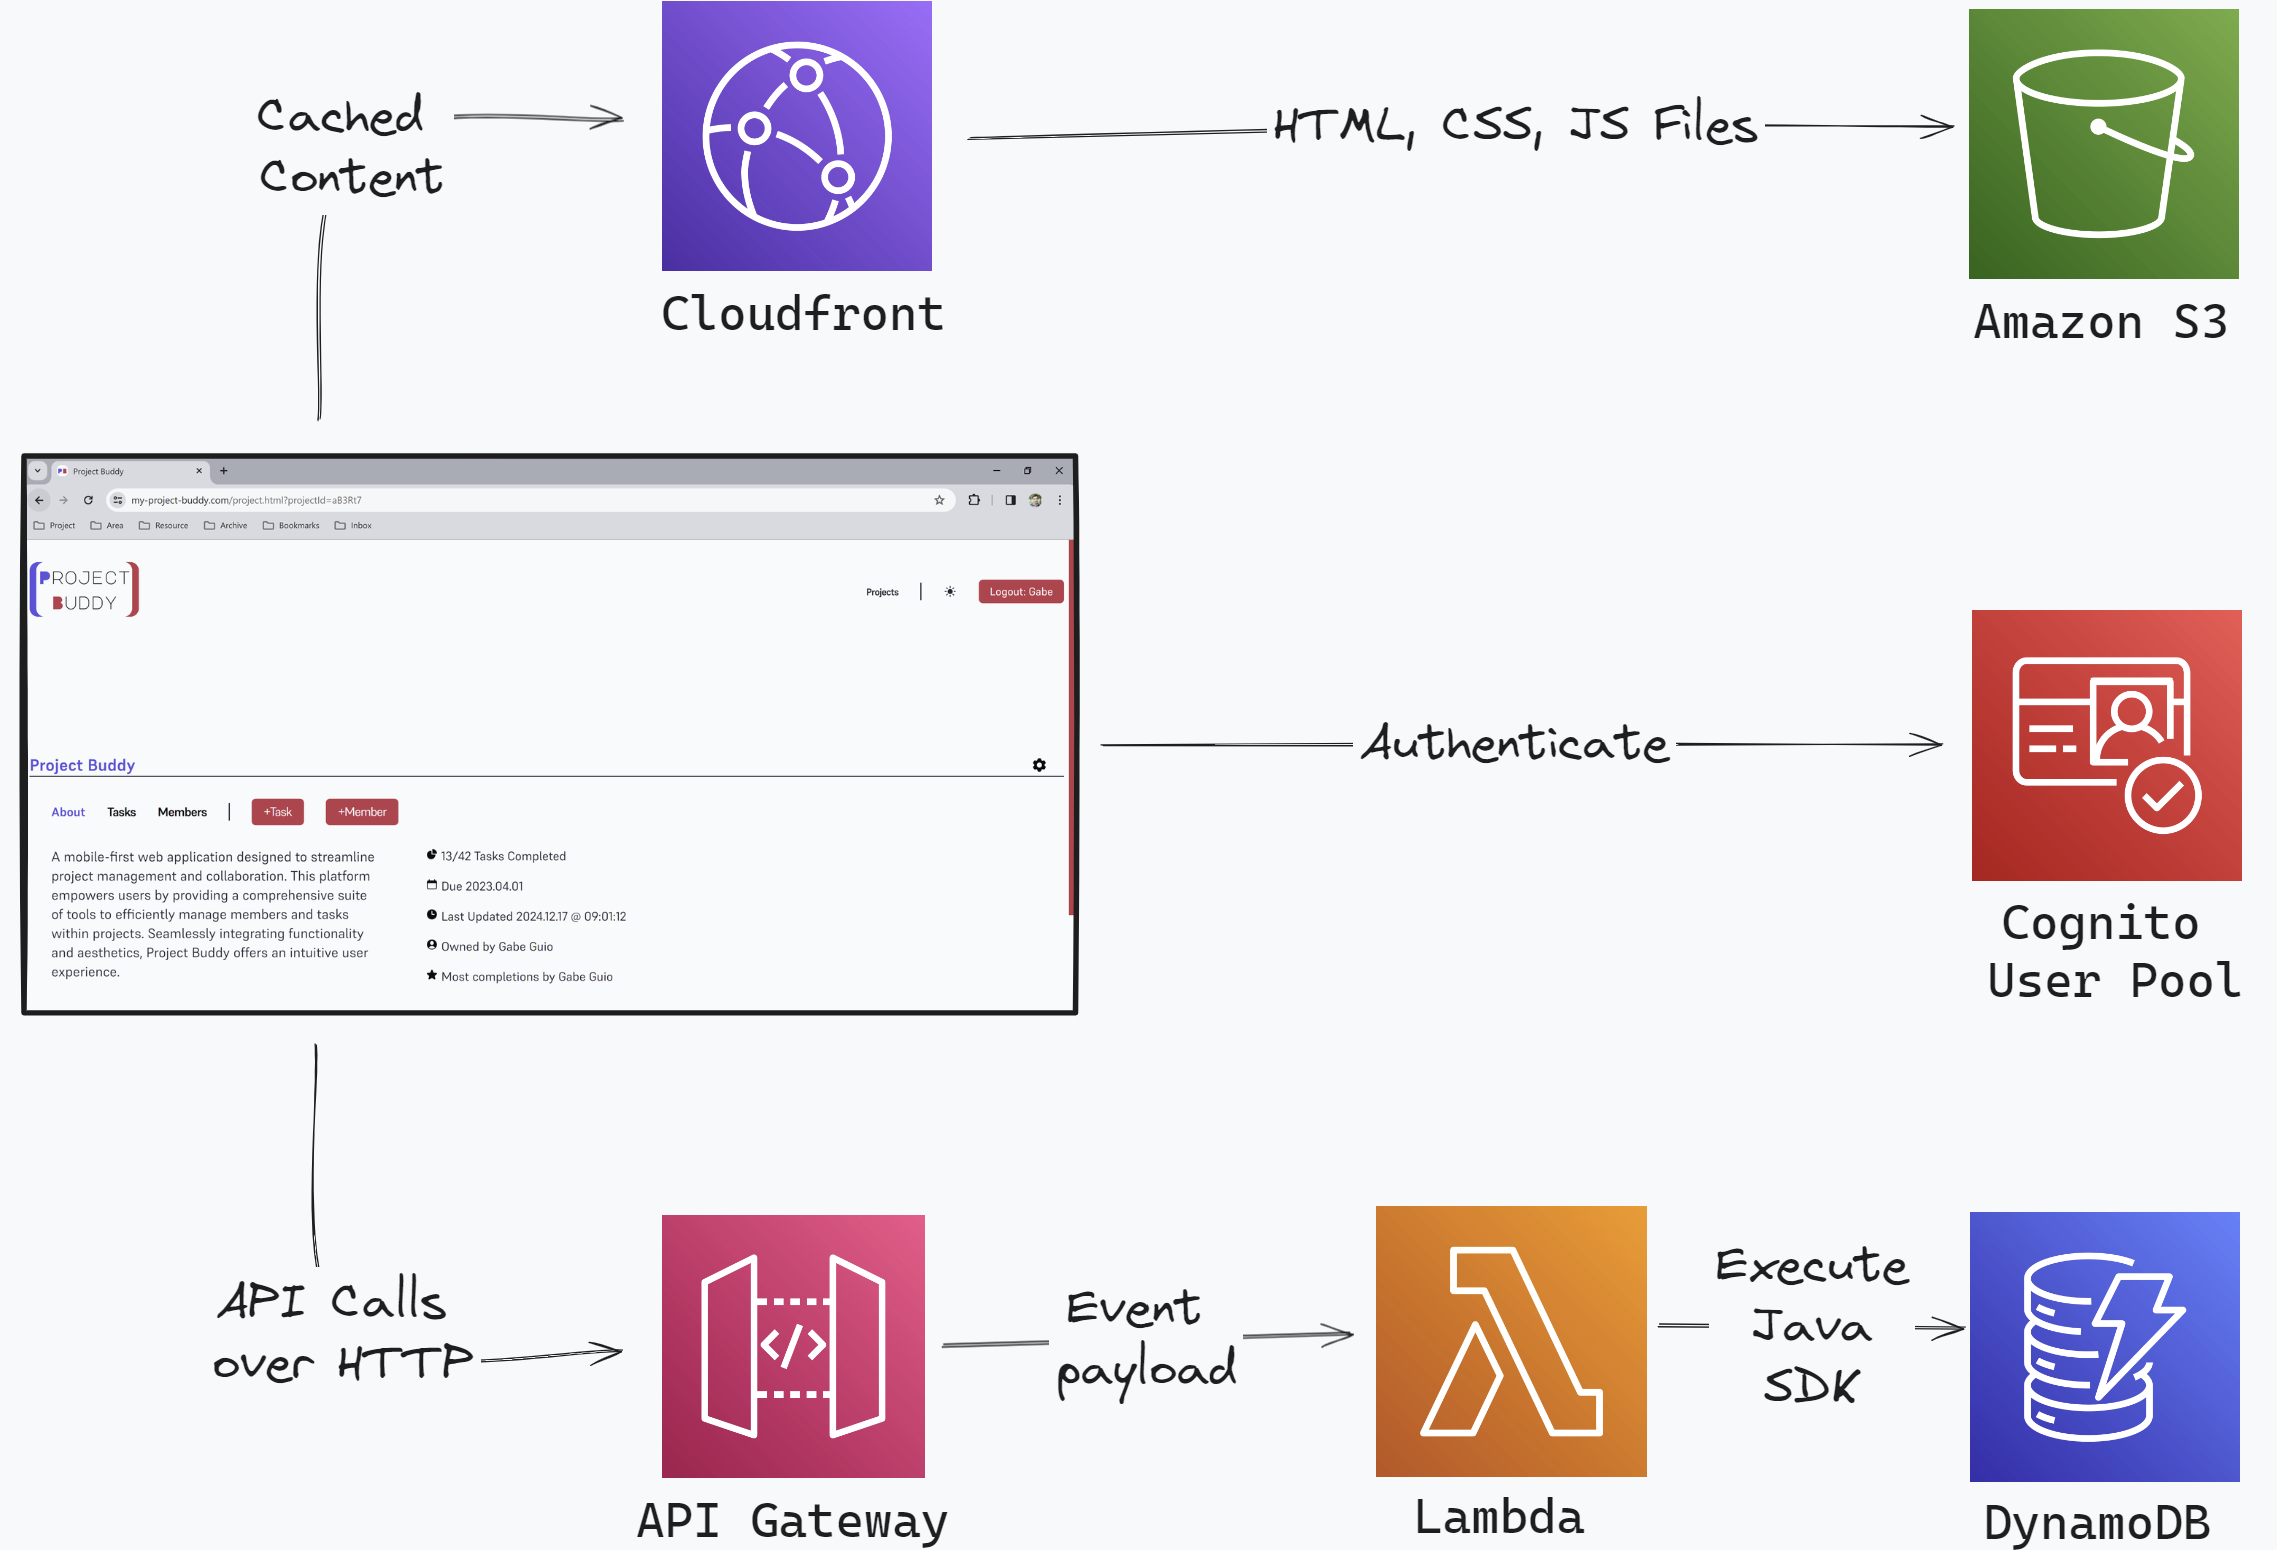 Cached
Content
HTML, CSS, JS Files
Cloudfront
Amazon S3
Project Buddy
my-project-buddy.com/project.html?projectId=aB3Rt7
Project Area Resource Archive Bookmarks Inbox
PROJECT
BUDDY
Projects
Logout: Gabe
Project Buddy
About Tasks Members +Task +Member
A mobile-first web application designed to streamline
project management and collaboration. This platform
empowers users by providing a comprehensive suite
of tools to efficiently manage members and tasks
within projects. Seamlessly integrating functionality
and aesthetics, Project Buddy offers an intuitive user
experience.
13/42 Tasks Completed
Due 2023.04.01
Last Updated 2024.12.17 @ 09:01:12
Owned by Gabe Guio
Most completions by Gabe Guio
Authenticate
Cognito
User Pool
API Calls
over HTTP
API Gateway
Event
payload
Lambda
Execute
Java
SDK
DynamoDB